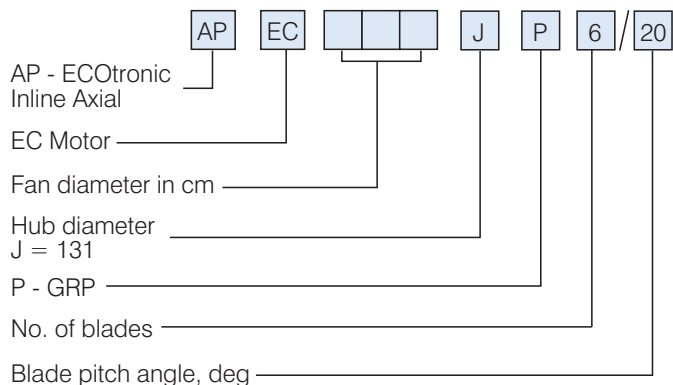 AP EC J P 6 / 20
AP - ECOtronic
Inline Axial
EC Motor
Fan diameter in cm
Hub diameter
J = 131
P - GRP
No. of blades
Blade pitch angle, deg